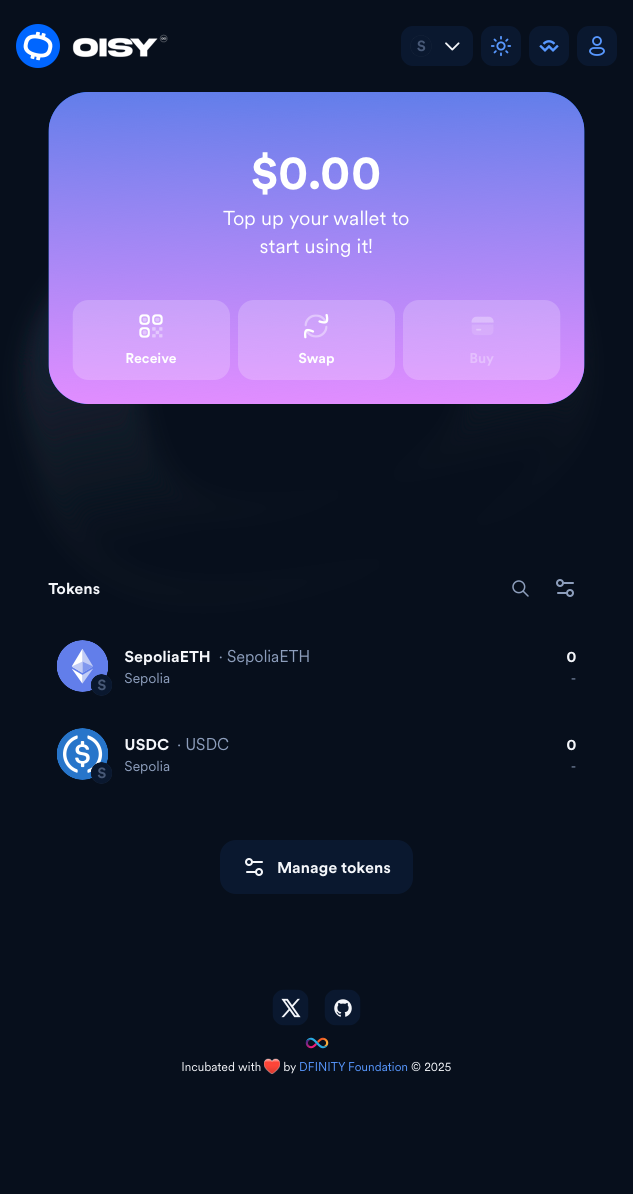 OISY
S
$0.00
Top up your wallet to
start using it!
Receive
Swap
Buy
Tokens
SepoliaETH · SepoliaETH
0
S
Sepolia
-
USDC · USDC
0
S
Sepolia
-
Manage tokens
Incubated with ❤️ by DFINITY Foundation © 2025